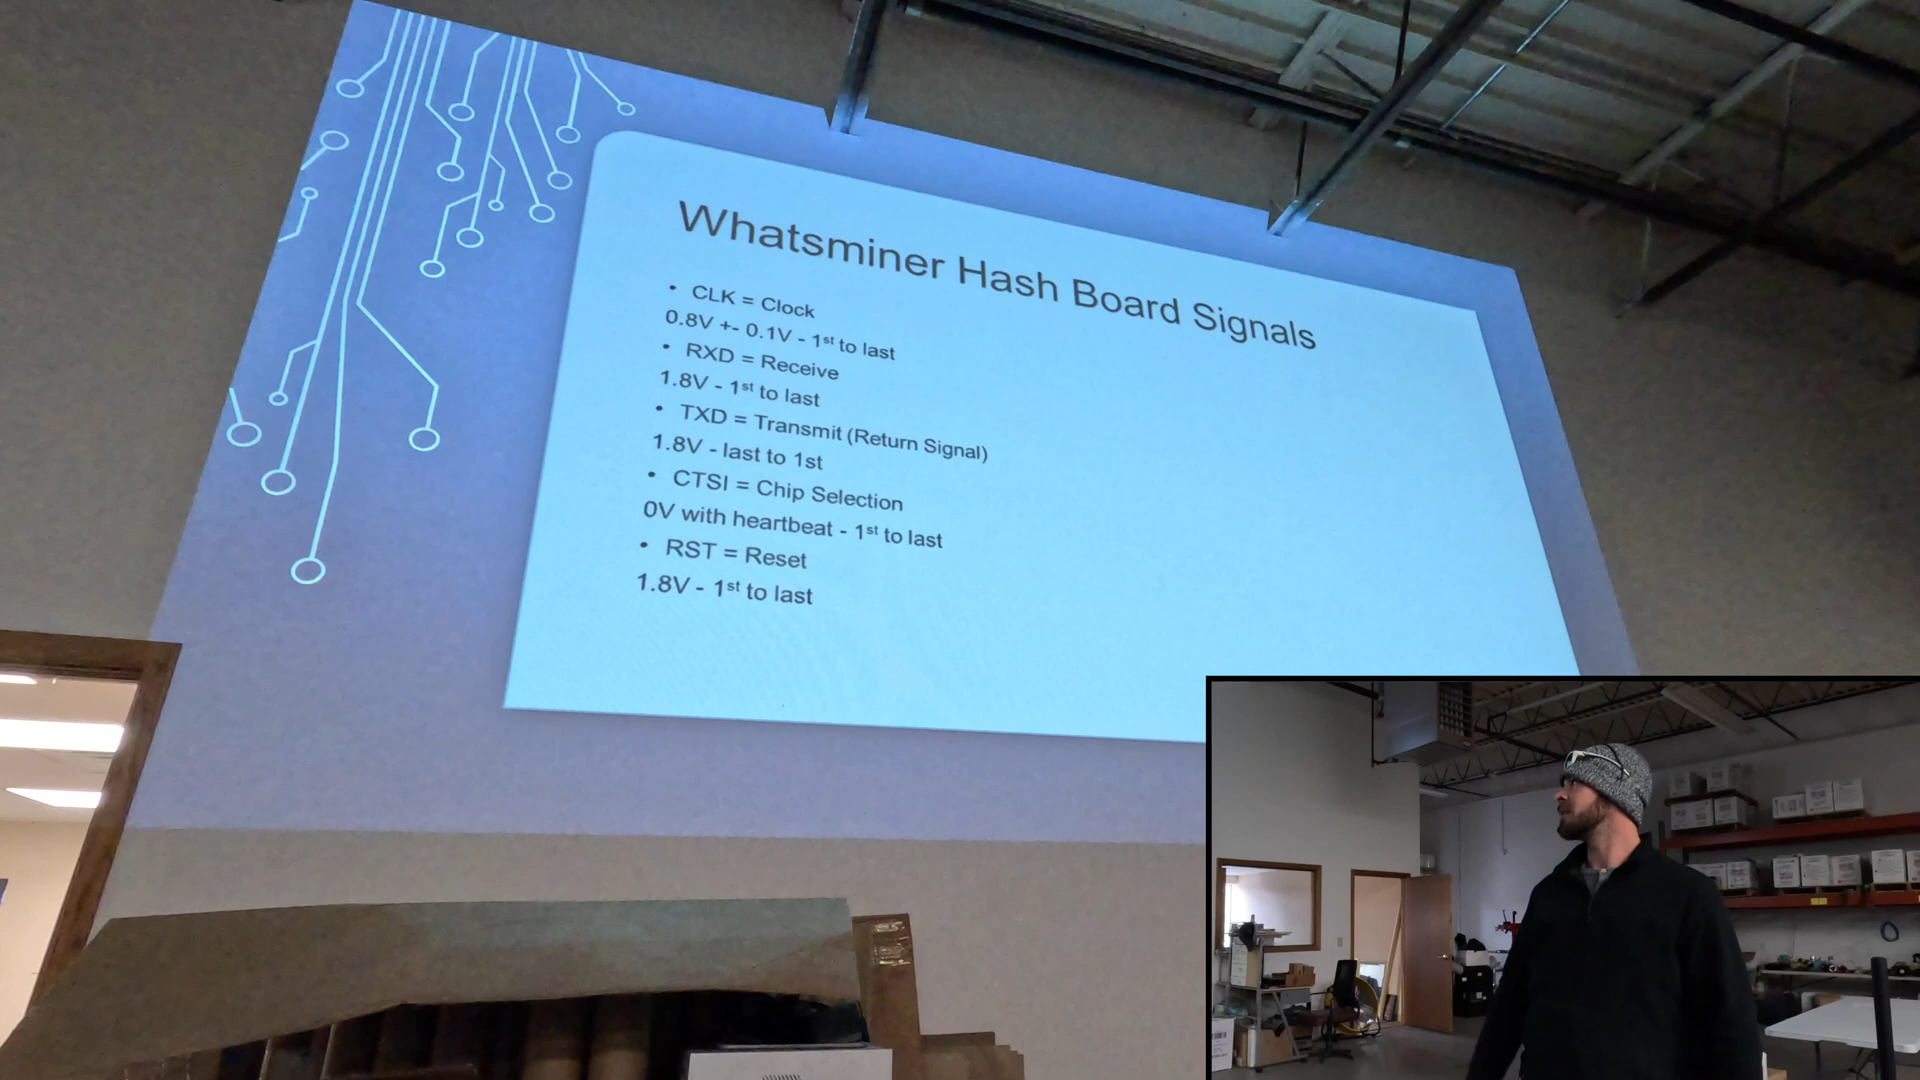 Whatsminer Hash Board Signals
• CLK = Clock
0.8V +- 0.1V - 1st to last
• RXD = Receive
1.8V - 1st to last
• TXD = Transmit (Return Signal)
1.8V - last to 1st
• CTSI = Chip Selection
0V with heartbeat - 1st to last
• RST = Reset
1.8V - 1st to last